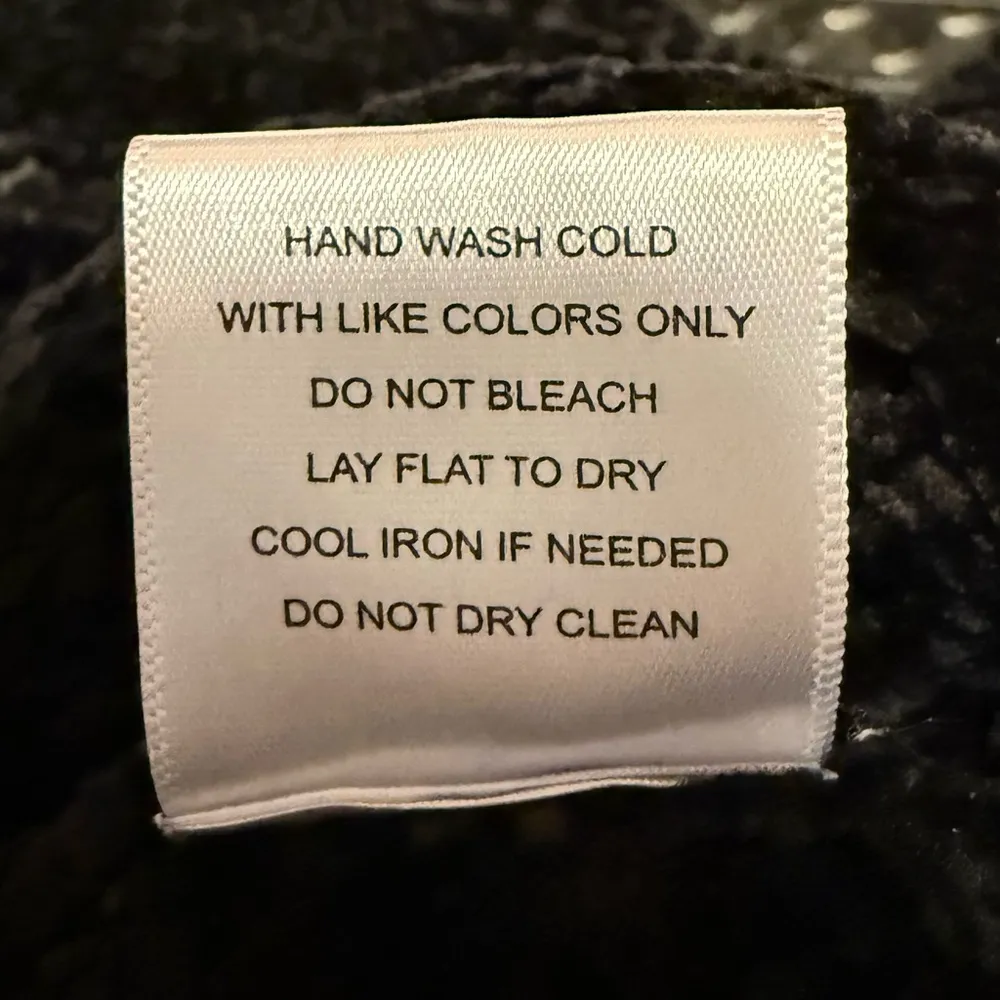 HAND WASH COLD
WITH LIKE COLORS ONLY
DO NOT BLEACH
LAY FLAT TO DRY
COOL IRON IF NEEDED
DO NOT DRY CLEAN